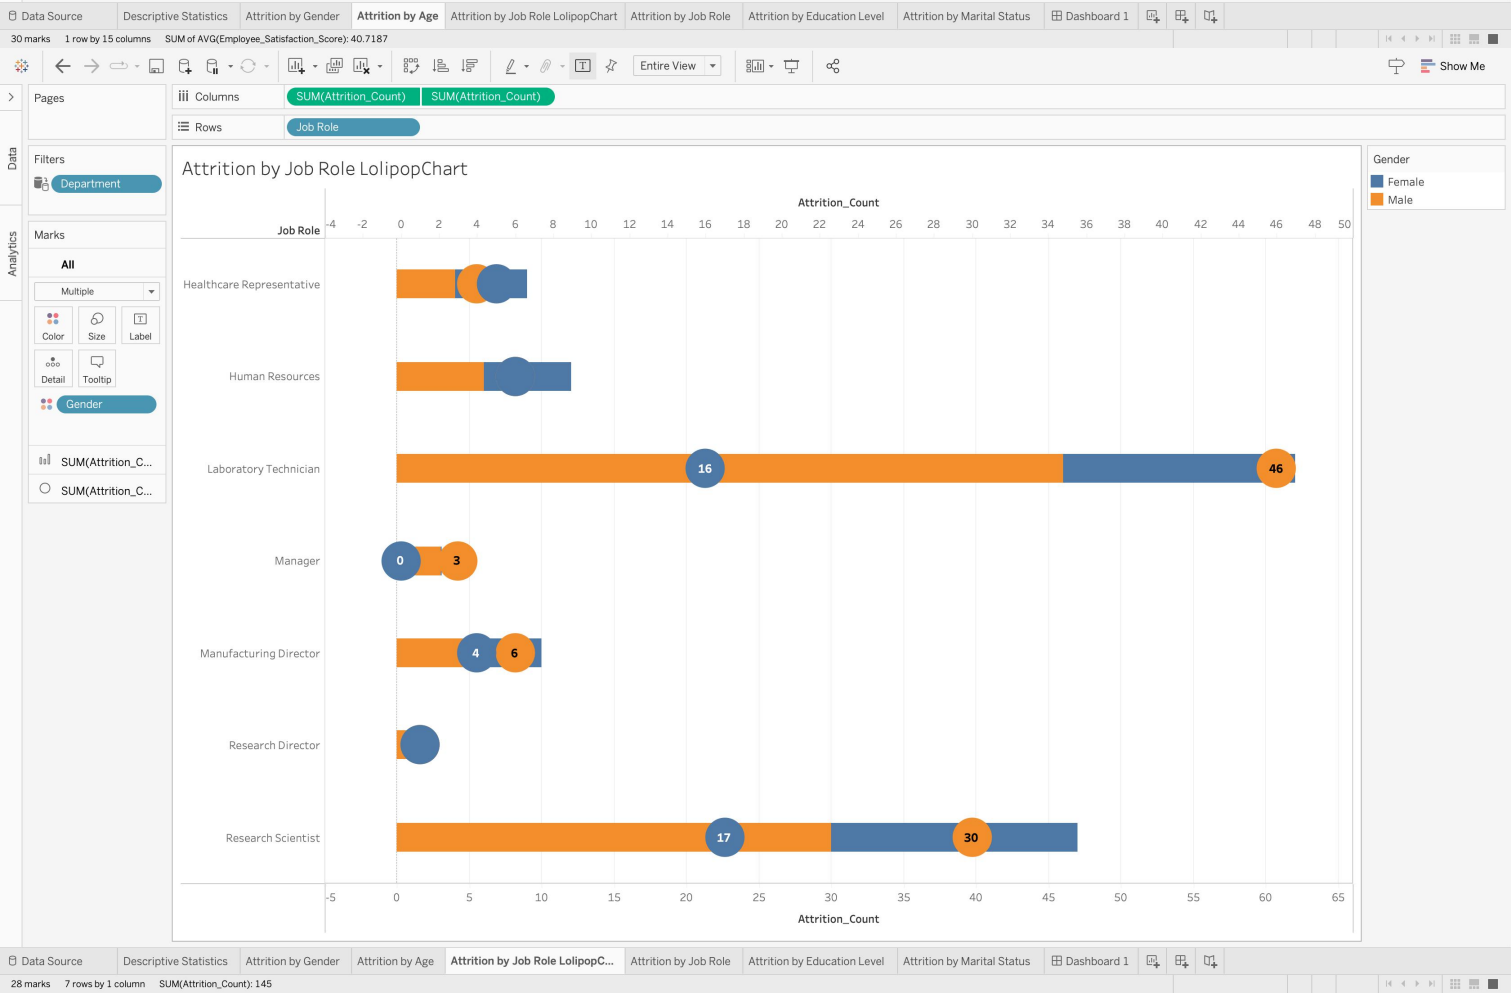 Data Source Descriptive Statistics Attrition by Gender Attrition by Age Attrition by Job Role LolipopChart Attrition by Job Role Attrition by Education Level Attrition by Marital Status Dashboard 1
30 marks 1 row by 15 columns SUM of AVG(Employee_Satisfaction_Score): 40.7187
T Entire View Show Me
Pages
Columns SUM(Attrition_Count) SUM(Attrition_Count)
Rows Job Role
Data
Analytics
Filters
Department
Marks
All
Multiple
Color Size Label
Detail Tooltip
Gender
SUM(Attrition_C...
SUM(Attrition_C...
Attrition by Job Role LolipopChart
Attrition_Count
Job Role
-4 -2 0 2 4 6 8 10 12 14 16 18 20 22 24 26 28 30 32 34 36 38 40 42 44 46 48 50
Healthcare Representative
Human Resources
Laboratory Technician 16 46
Manager 0 3
Manufacturing Director 4 6
Research Director
Research Scientist 17 30
-5 0 5 10 15 20 25 30 35 40 45 50 55 60 65
Attrition_Count
Gender
Female
Male
Data Source Descriptive Statistics Attrition by Gender Attrition by Age Attrition by Job Role LolipopC... Attrition by Job Role Attrition by Education Level Attrition by Marital Status Dashboard 1
28 marks 7 rows by 1 column SUM(Attrition_Count): 145